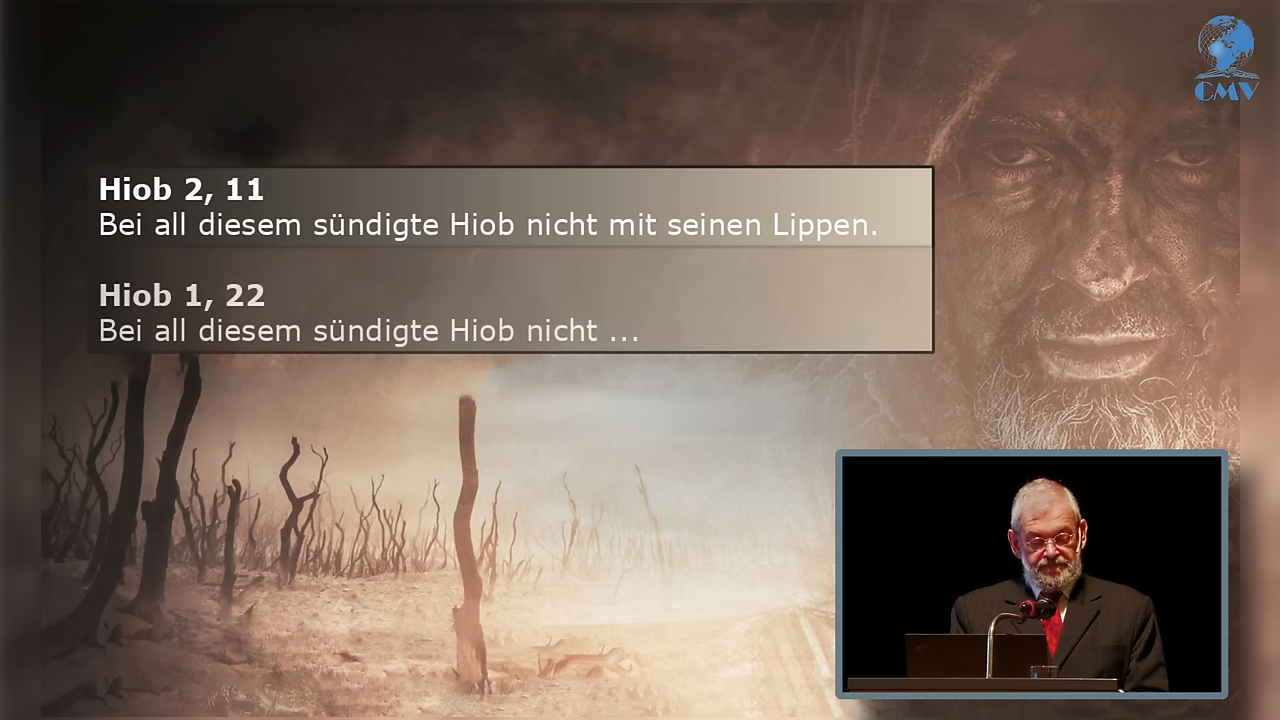 CMV
Hiob 2, 11
Bei all diesem sündigte Hiob nicht mit seinen Lippen.
Hiob 1, 22
Bei all diesem sündigte Hiob nicht ...